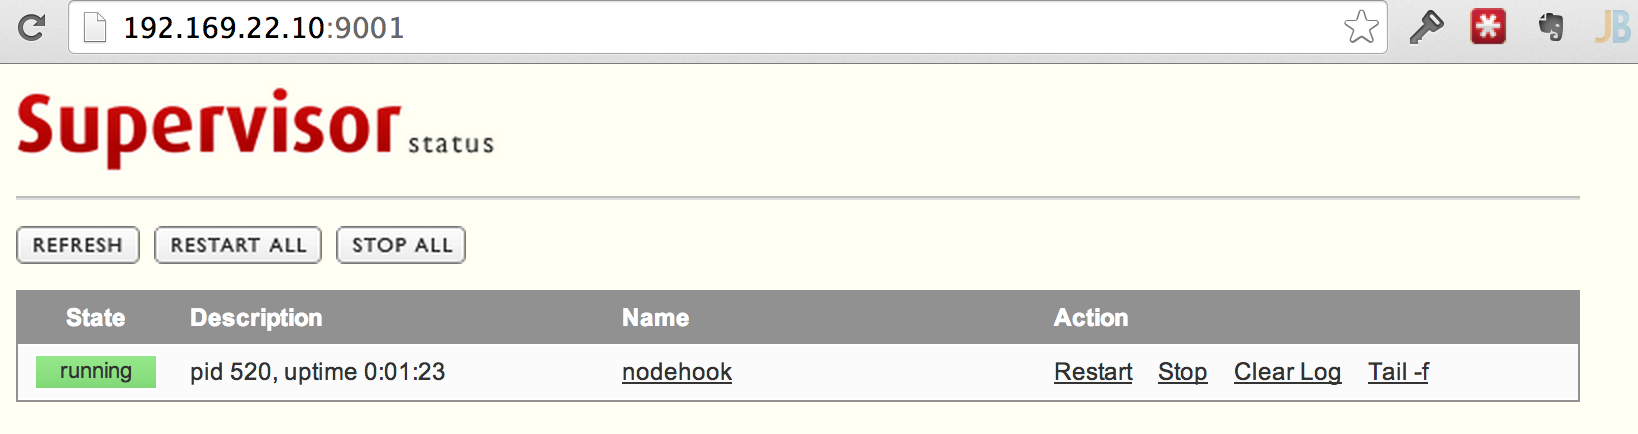 192.169.22.10:9001
JB
Supervisor status
REFRESH RESTART ALL STOP ALL
State Description Name Action
running pid 520, uptime 0:01:23 nodehook Restart Stop Clear Log Tail -f